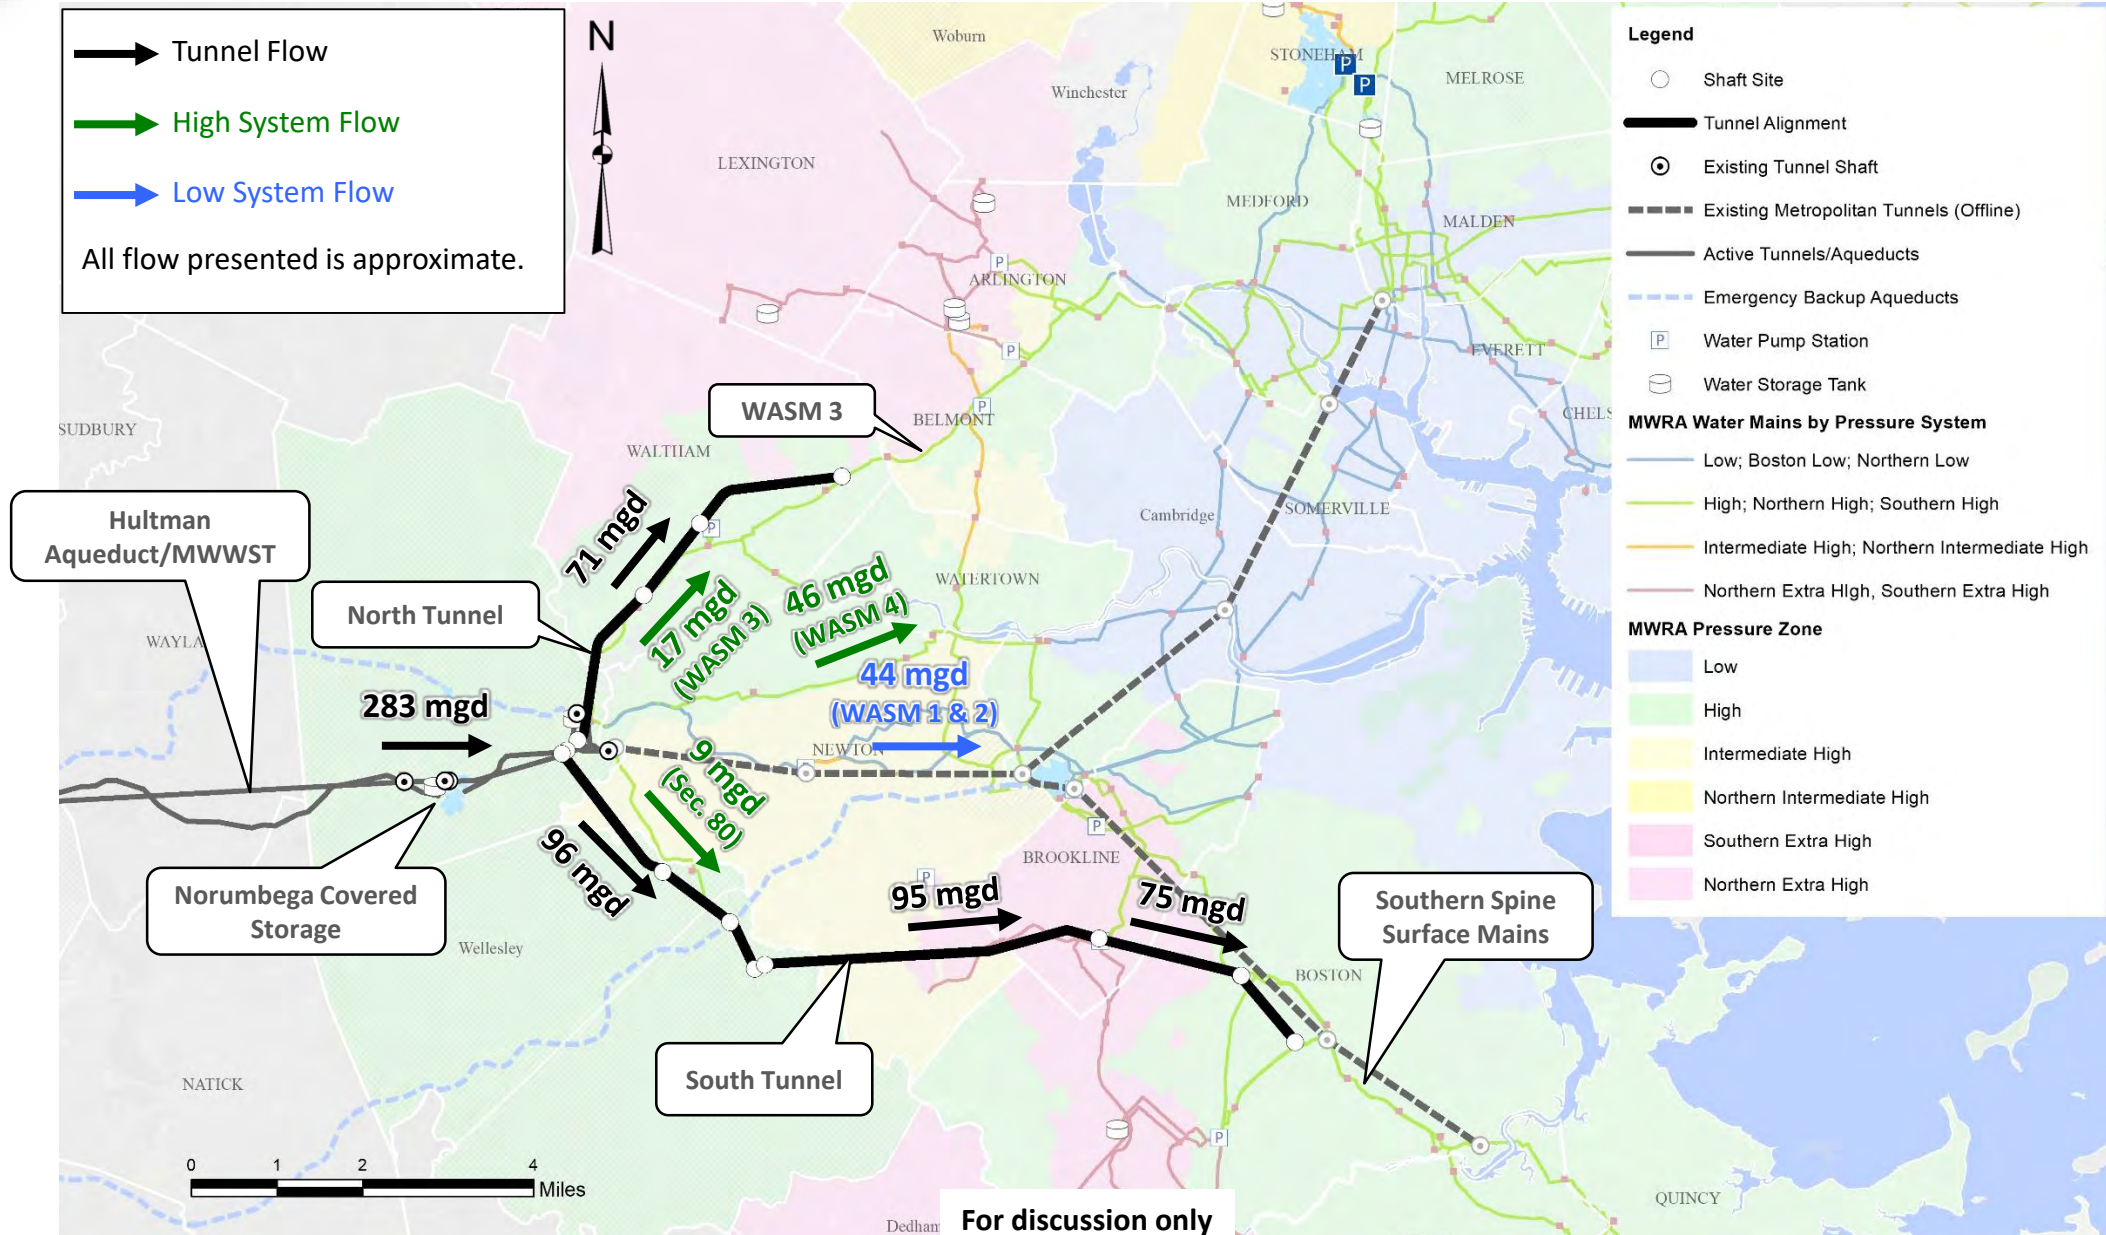 Tunnel Flow
High System Flow
Low System Flow
All flow presented is approximate.
N
Woburn
STONEHAM
P
P
MELROSE
Winchester
LEXINGTON
MEDFORD
MALDEN
P
ARLINGTON
P
EVERETT
P
BELMONT
CHELS
WASM 3
SUDBURY
WALTHAM
Hultman
Aqueduct/MWWST
71 mgd
P
Cambridge
SOMERVILLE
North Tunnel
17 mgd
(WASM 3)
46 mgd
(WASM 4)
WATERTOWN
WAYLA
44 mgd
(WASM 1 & 2)
283 mgd
NEWTON
P
9 mgd
(Sec. 80)
96 mgd
P
BROOKLINE
P
95 mgd
75 mgd
Norumbega Covered
Storage
Wellesley
Southern Spine
Surface Mains
BOSTON
South Tunnel
NATICK
P
0 1 2 4
Miles
QUINCY
Dedham
For discussion only
Legend
Shaft Site
Tunnel Alignment
Existing Tunnel Shaft
Existing Metropolitan Tunnels (Offline)
Active Tunnels/Aqueducts
Emergency Backup Aqueducts
P Water Pump Station
Water Storage Tank
MWRA Water Mains by Pressure System
Low; Boston Low; Northern Low
High; Northern High; Southern High
Intermediate High; Northern Intermediate High
Northern Extra HIgh, Southern Extra High
MWRA Pressure Zone
Low
High
Intermediate High
Northern Intermediate High
Southern Extra High
Northern Extra High